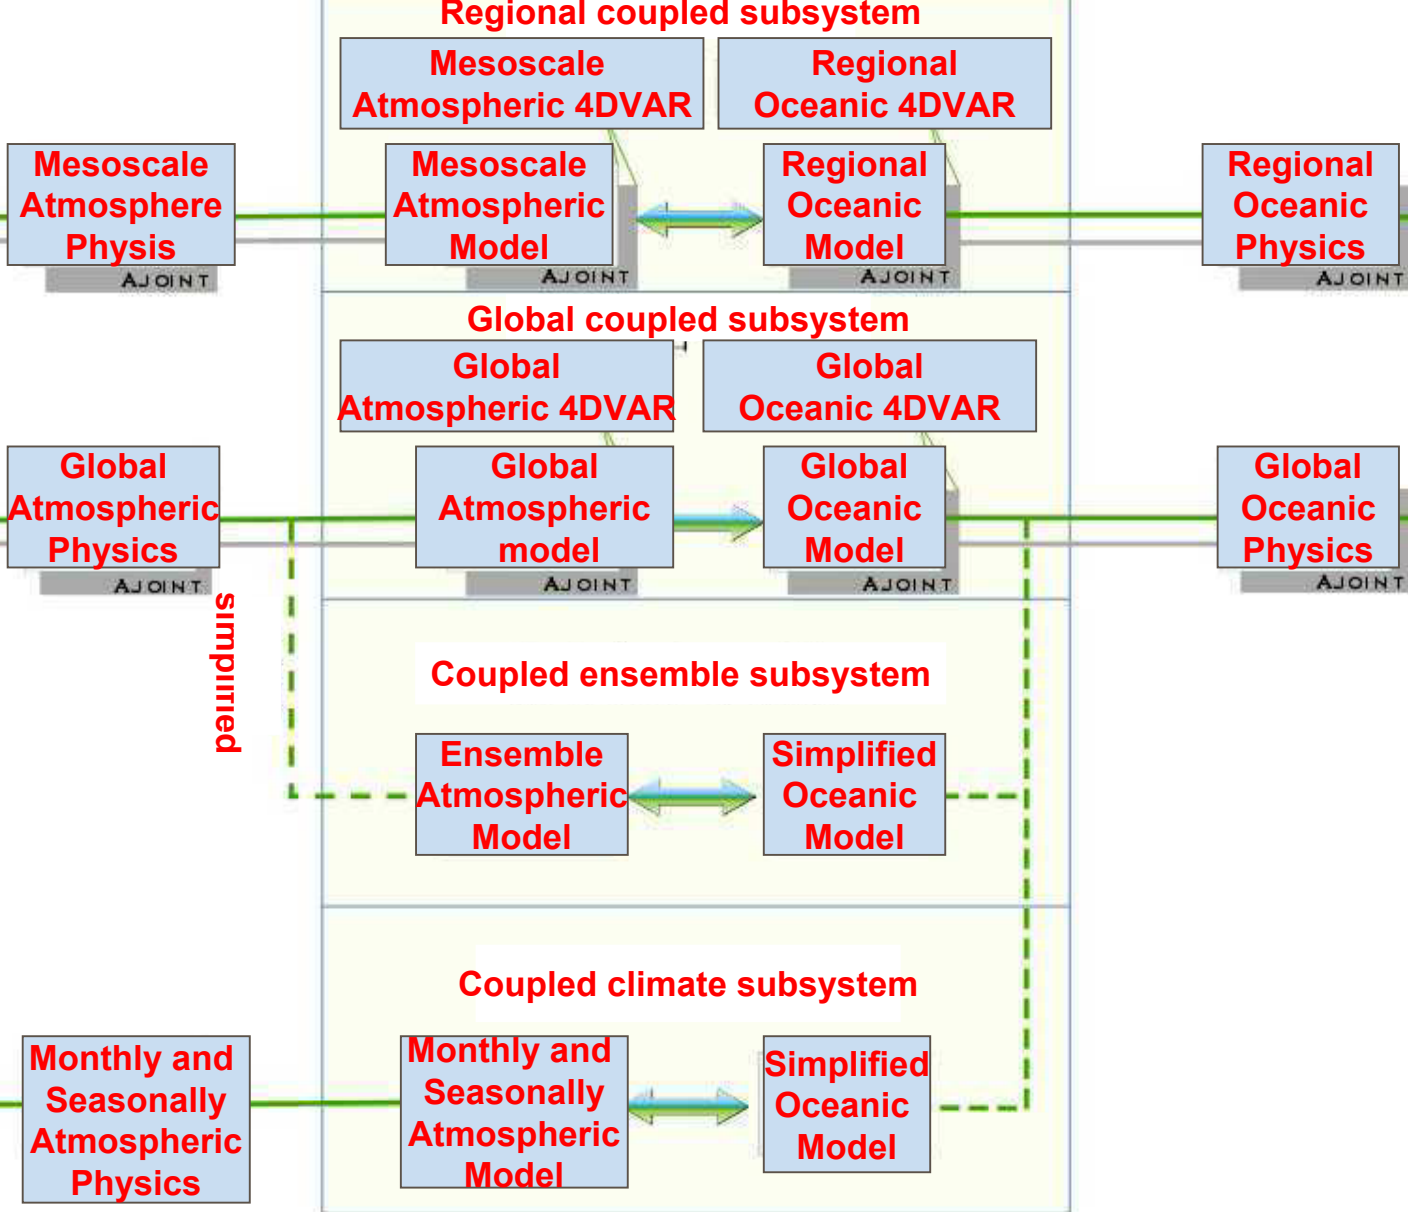 Regional coupled subsystem
Mesoscale
Atmospheric 4DVAR
Regional
Oceanic 4DVAR
Mesoscale
Atmosphere
Physis
AJOINT
Mesoscale
Atmospheric
Model
AJOINT
Regional
Oceanic
Model
AJOINT
Regional
Oceanic
Physics
AJOINT
Global coupled subsystem
Global
Atmospheric 4DVAR
Global
Oceanic 4DVAR
Global
Atmospheric
Physics
AJOINT
Global
Atmospheric
model
AJOINT
Global
Oceanic
Model
AJOINT
Global
Oceanic
Physics
AJOINT
simplified
Coupled ensemble subsystem
Ensemble
Atmospheric
Model
Simplified
Oceanic
Model
Coupled climate subsystem
Monthly and
Seasonally
Atmospheric
Physics
Monthly and
Seasonally
Atmospheric
Model
Simplified
Oceanic
Model